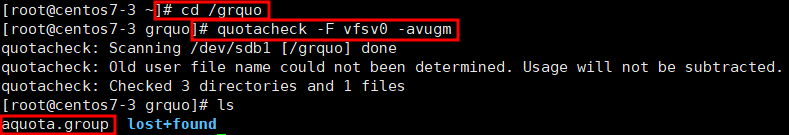 [root@centos7-3 ~]# cd /grquo
[root@centos7-3 grquo]# quotacheck -F vfsv0 -avugm
quotacheck: Scanning /dev/sdb1 [/grquo] done
quotacheck: Old user file name could not been determined. Usage will not be subtracted.
quotacheck: Checked 3 directories and 1 files
[root@centos7-3 grquo]# ls
aquota.group lost+found